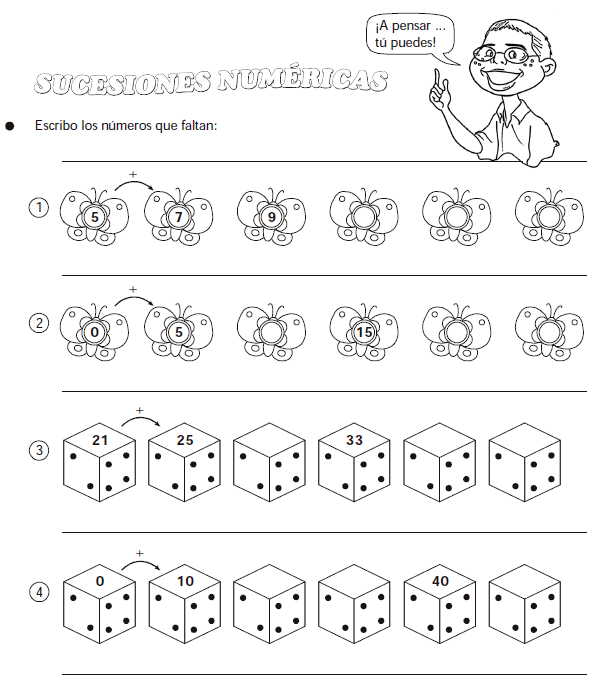 ¡A pensar ...
tú puedes!
SUCESIONES NUMÉRICAS
● Escribo los números que faltan:
+
1 5 7 9
+
2 0 5 15
+
3 21 25 33
+
4 0 10 40